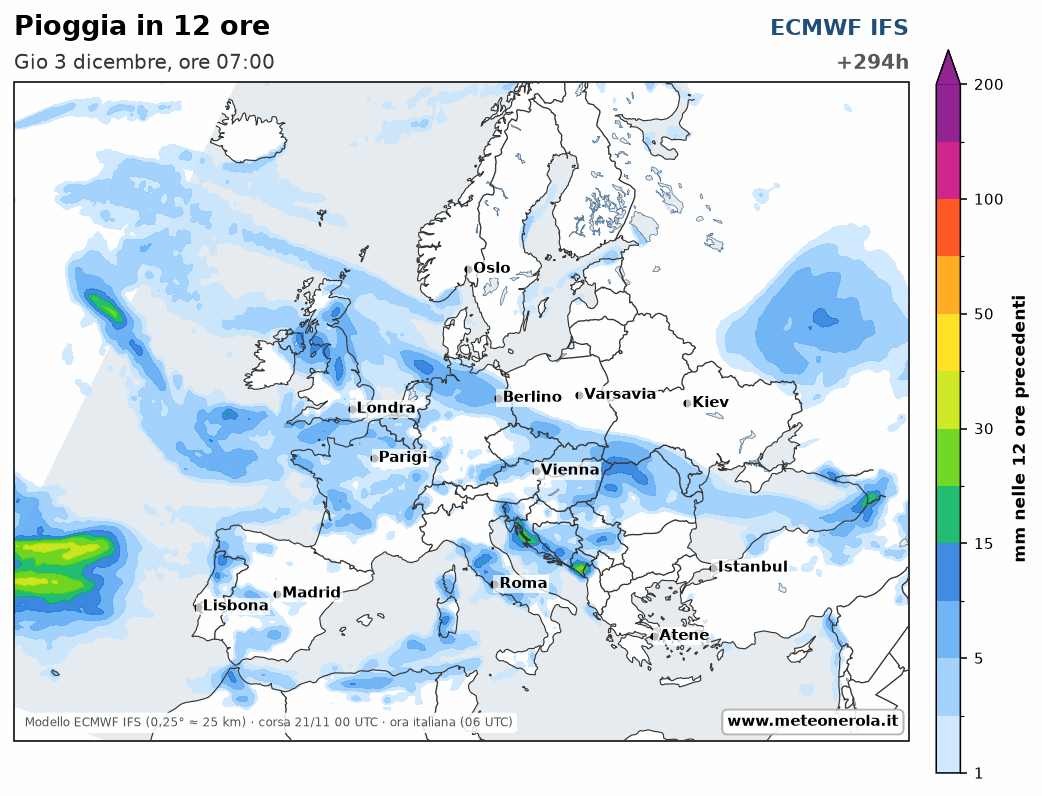 Pioggia in 12 ore
ECMWF IFS
Gio 3 dicembre, ore 07:00
+294h
200
100
50
30
15
5
1
mm nelle 12 ore precedenti
Oslo
Berlino
Varsavia
Kiev
Londra
Parigi
Vienna
Roma
Istanbul
Madrid
Lisbona
Atene
Modello ECMWF IFS (0,25° ≈ 25 km) · corsa 21/11 00 UTC · ora italiana (06 UTC)
www.meteonerola.it